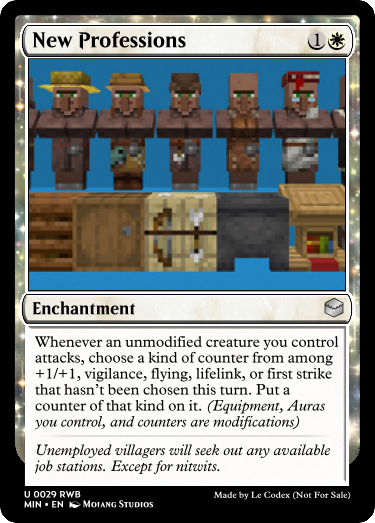 New Professions 1
Enchantment
Whenever an unmodified creature you control
attacks, choose a kind of counter from among
+1/+1, vigilance, flying, lifelink, or first strike
that hasn't been chosen this turn. Put a
counter of that kind on it. (Equipment, Auras
you control, and counters are modifications)
Unemployed villagers will seek out any available
job stations. Except for nitwits.
U 0029 RWB
MIN • EN Mojang Studios
Made by Le Codex (Not For Sale)